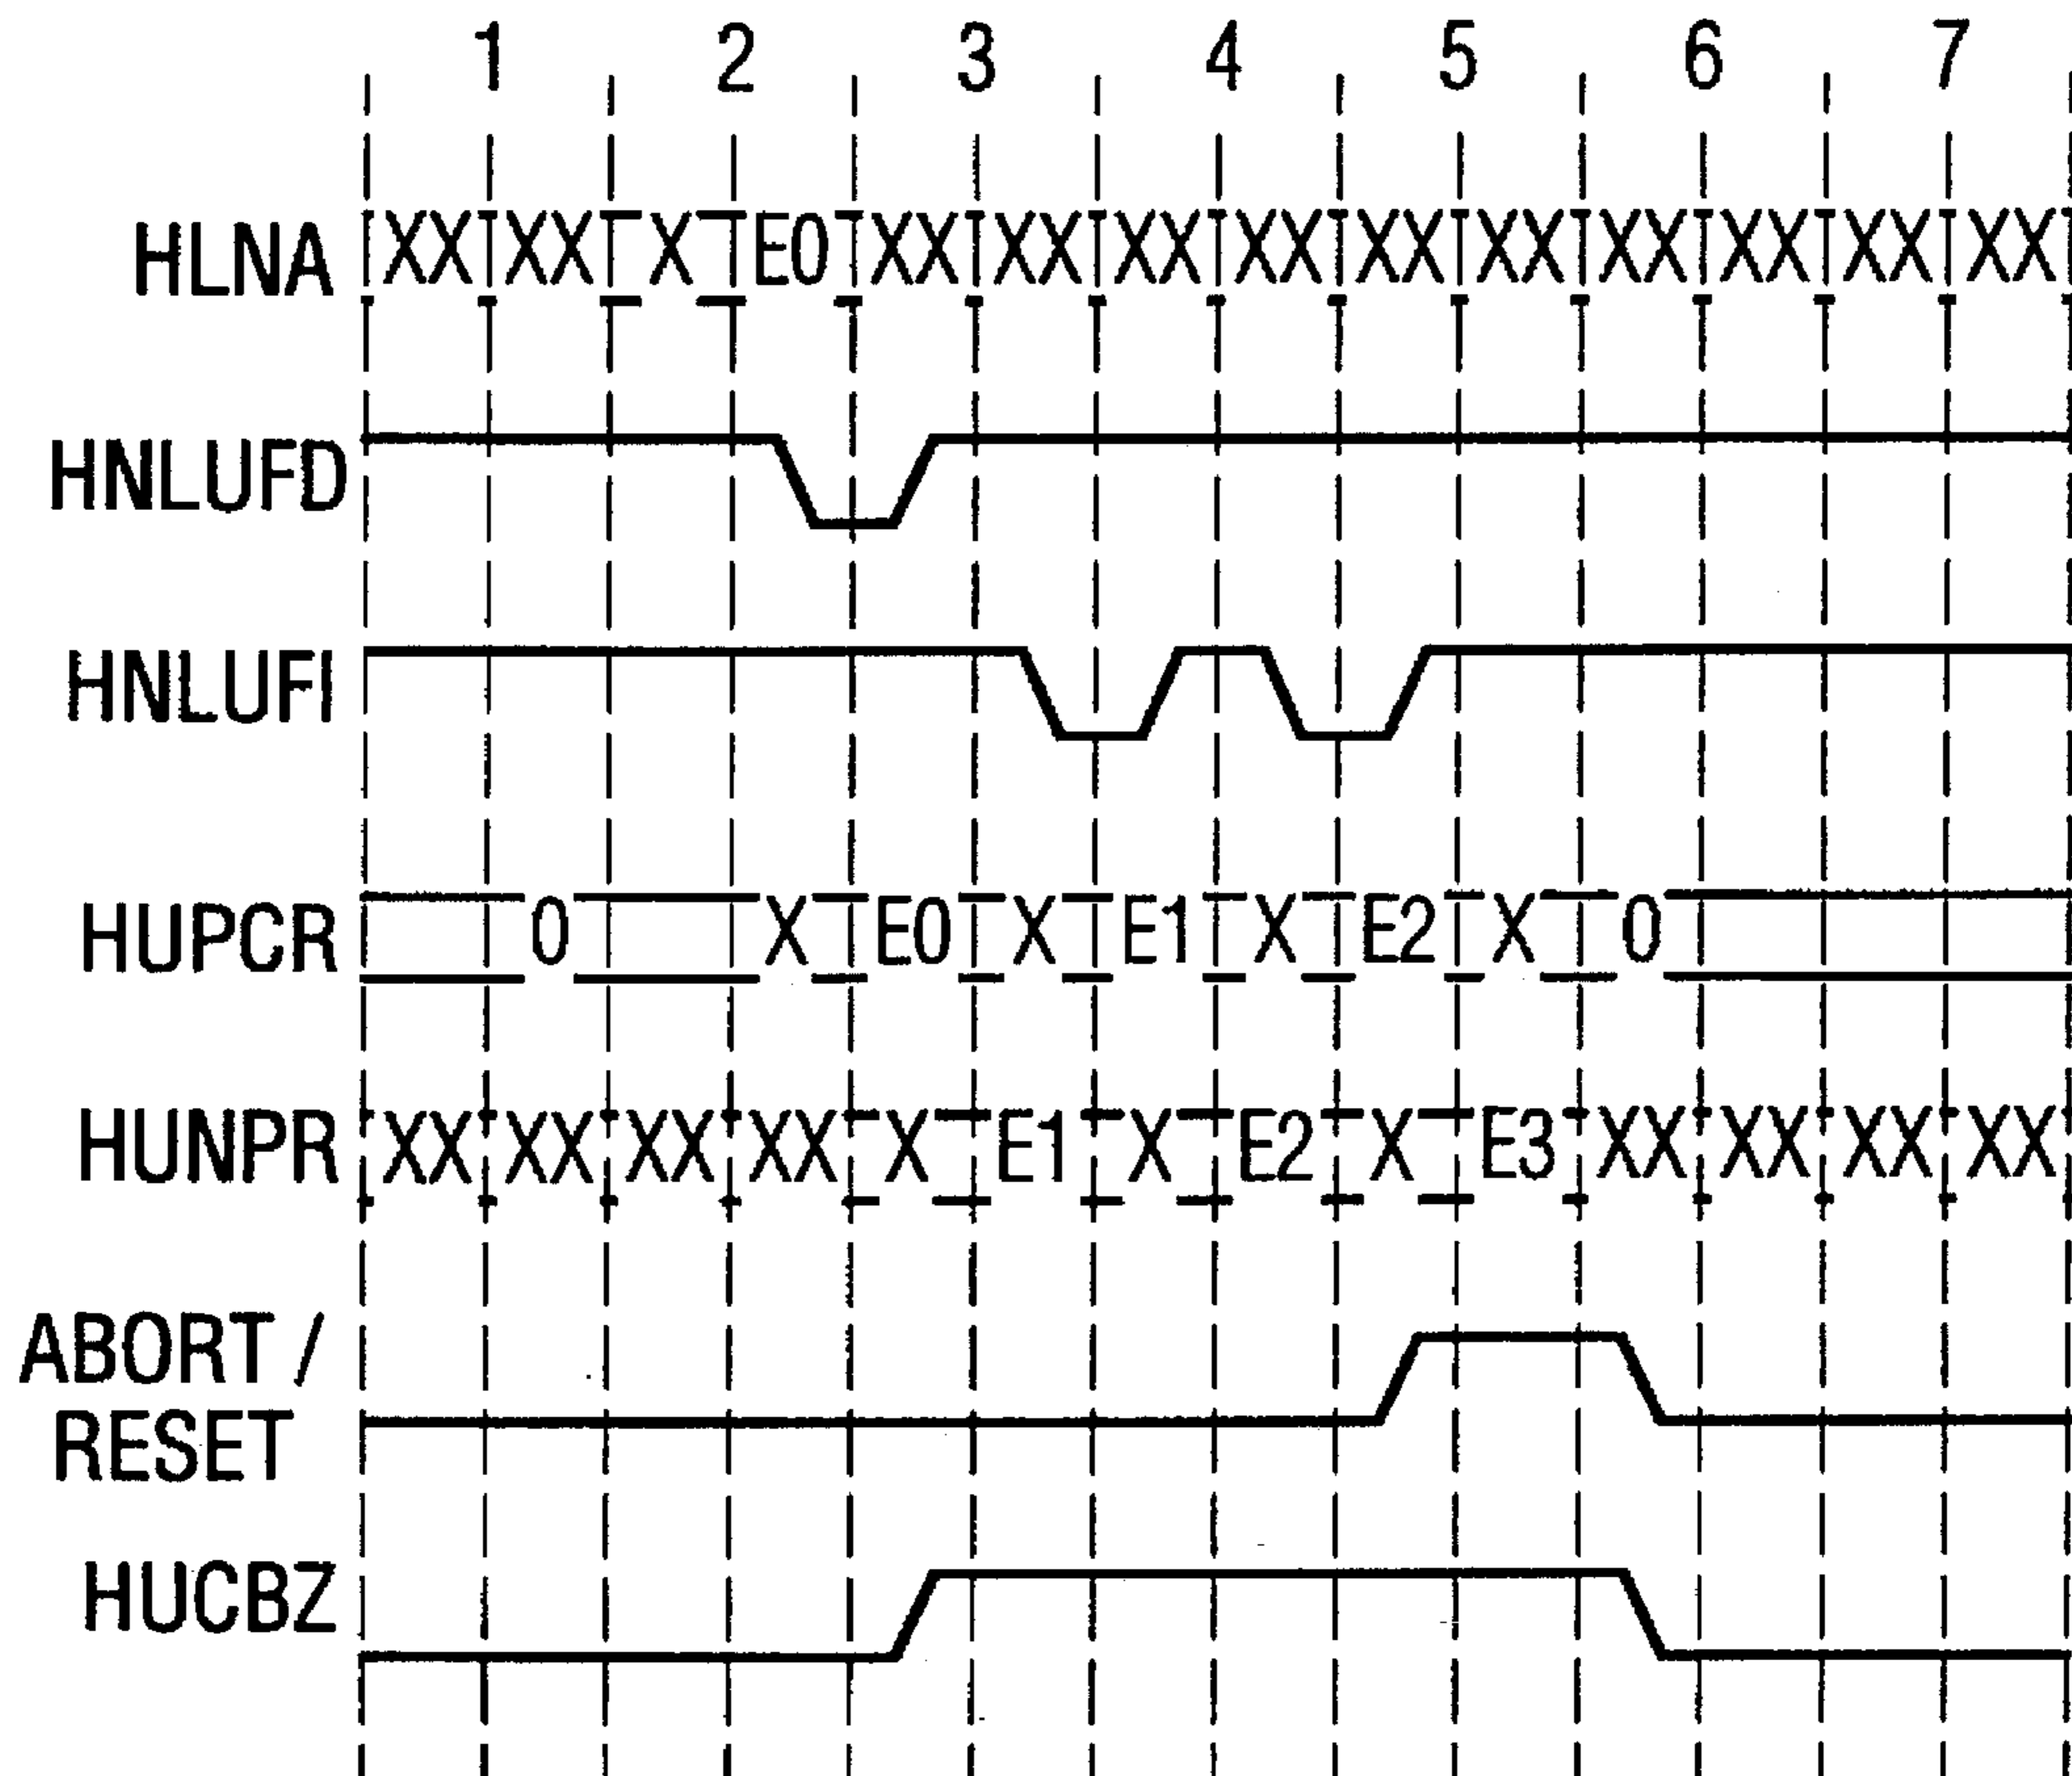 1 2 3 4 5 6 7
HLNA XX XX X E0 XX XX XX XX XX XX XX XX XX XX
HNLUFD
HNLUFI
HUPCR 0 X E0 X E1 X E2 X 0
HUNPR XX XX XX XX X E1 X E2 X E3 XX XX XX XX
ABORT /
RESET
HUCBZ